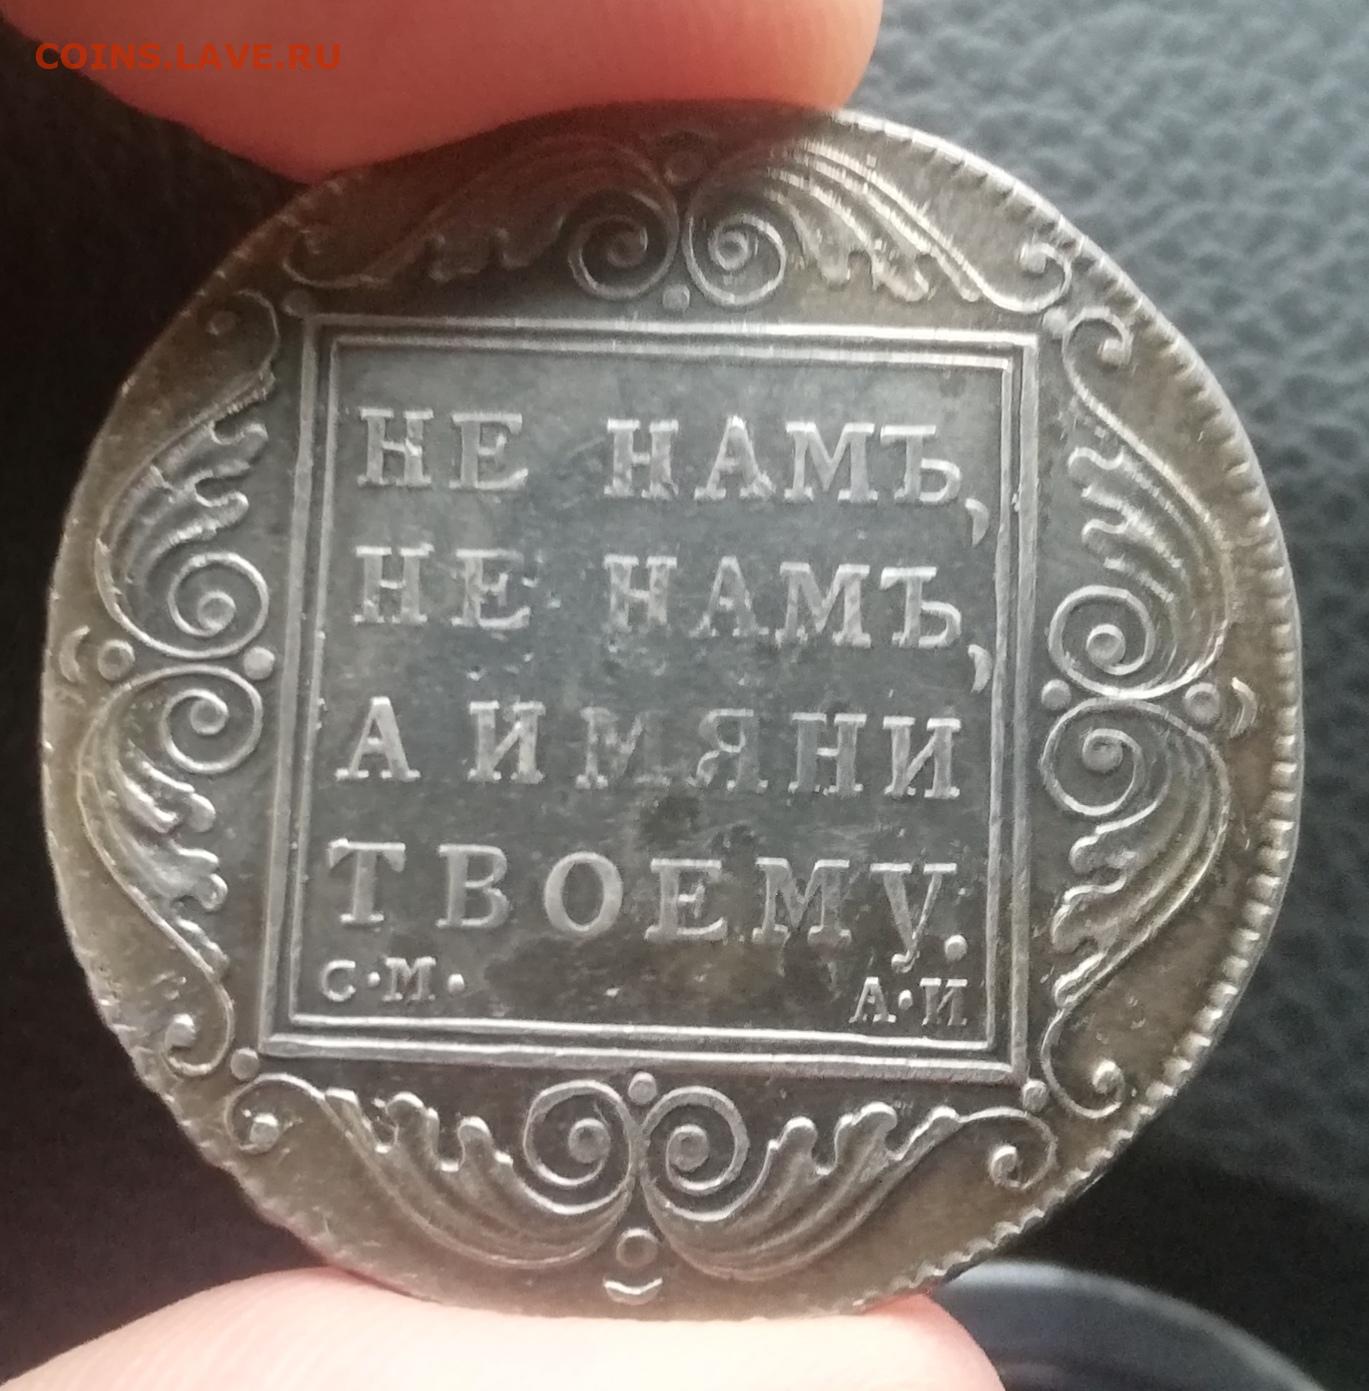 COINS.LAVE.RU
НЕ НАМЪ,
НЕ НАМЪ,
А ИМЯНИ
ТВОЕМУ.
С·М· А·И